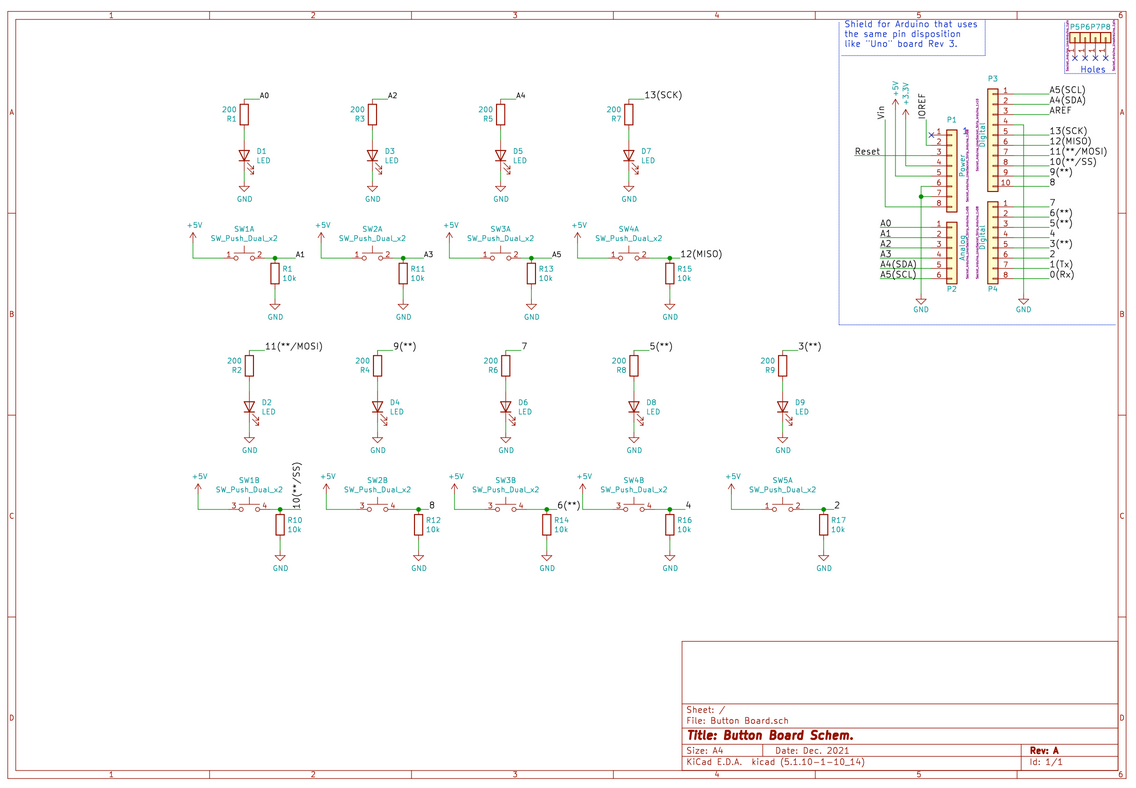 1 2 3 4 5 6
Shield for Arduino that uses
the same pin disposition
like "Uno" board Rev 3.
P5 P6 P7 P8
1 1 1 1
Holes
A
B
C
D
200
R1
A0
D1
LED
GND
200
R3
A2
D3
LED
GND
200
R5
A4
D5
LED
GND
200
R7
13(SCK)
D7
LED
GND
+5V
SW1A
SW_Push_Dual_x2
1 2
A1
R1
10k
GND
+5V
SW2A
SW_Push_Dual_x2
1 2
A3
R11
10k
GND
+5V
SW3A
SW_Push_Dual_x2
1 2
A5
R13
10k
GND
+5V
SW4A
SW_Push_Dual_x2
1 2
12(MISO)
R15
10k
GND
Vin
+5V
+3.3V
IOREF
Reset
P1
Power
1
1
2
3
4
5
6
7
8
GND
A0
A1
A2
A3
A4(SDA)
A5(SCL)
1
2
3
4
5
6
Analog
P2
P3
Digital
1 A5(SCL)
2 A4(SDA)
3 AREF
4
5 13(SCK)
6 12(MISO)
7 11(**/MOSI)
8 10(**/SS)
9 9(**)
10 8
1 7
2 6(**)
3 5(**)
4 4
5 3(**)
6 2
7 1(Tx)
8 0(Rx)
Digital
P4
GND
200
R2
11(**/MOSI)
D2
LED
GND
200
R4
9(**)
D4
LED
GND
200
R6
7
D6
LED
GND
200
R8
5(**)
D8
LED
GND
200
R9
3(**)
D9
LED
GND
+5V
SW1B
SW_Push_Dual_x2
3 4
10(**/SS)
R10
10k
GND
+5V
SW2B
SW_Push_Dual_x2
3 4
8
R12
10k
GND
+5V
SW3B
SW_Push_Dual_x2
3 4
6(**)
R14
10k
GND
+5V
SW4B
SW_Push_Dual_x2
3 4
4
R16
10k
GND
+5V
SW5A
SW_Push_Dual_x2
1 2
2
R17
10k
GND
Sheet: /
File: Button Board.sch
Title: Button Board Schem.
Size: A4 Date: Dec. 2021 Rev: A
KiCad E.D.A. kicad (5.1.10-1-10_14) Id: 1/1
A
B
C
D
1 2 3 4 5 6